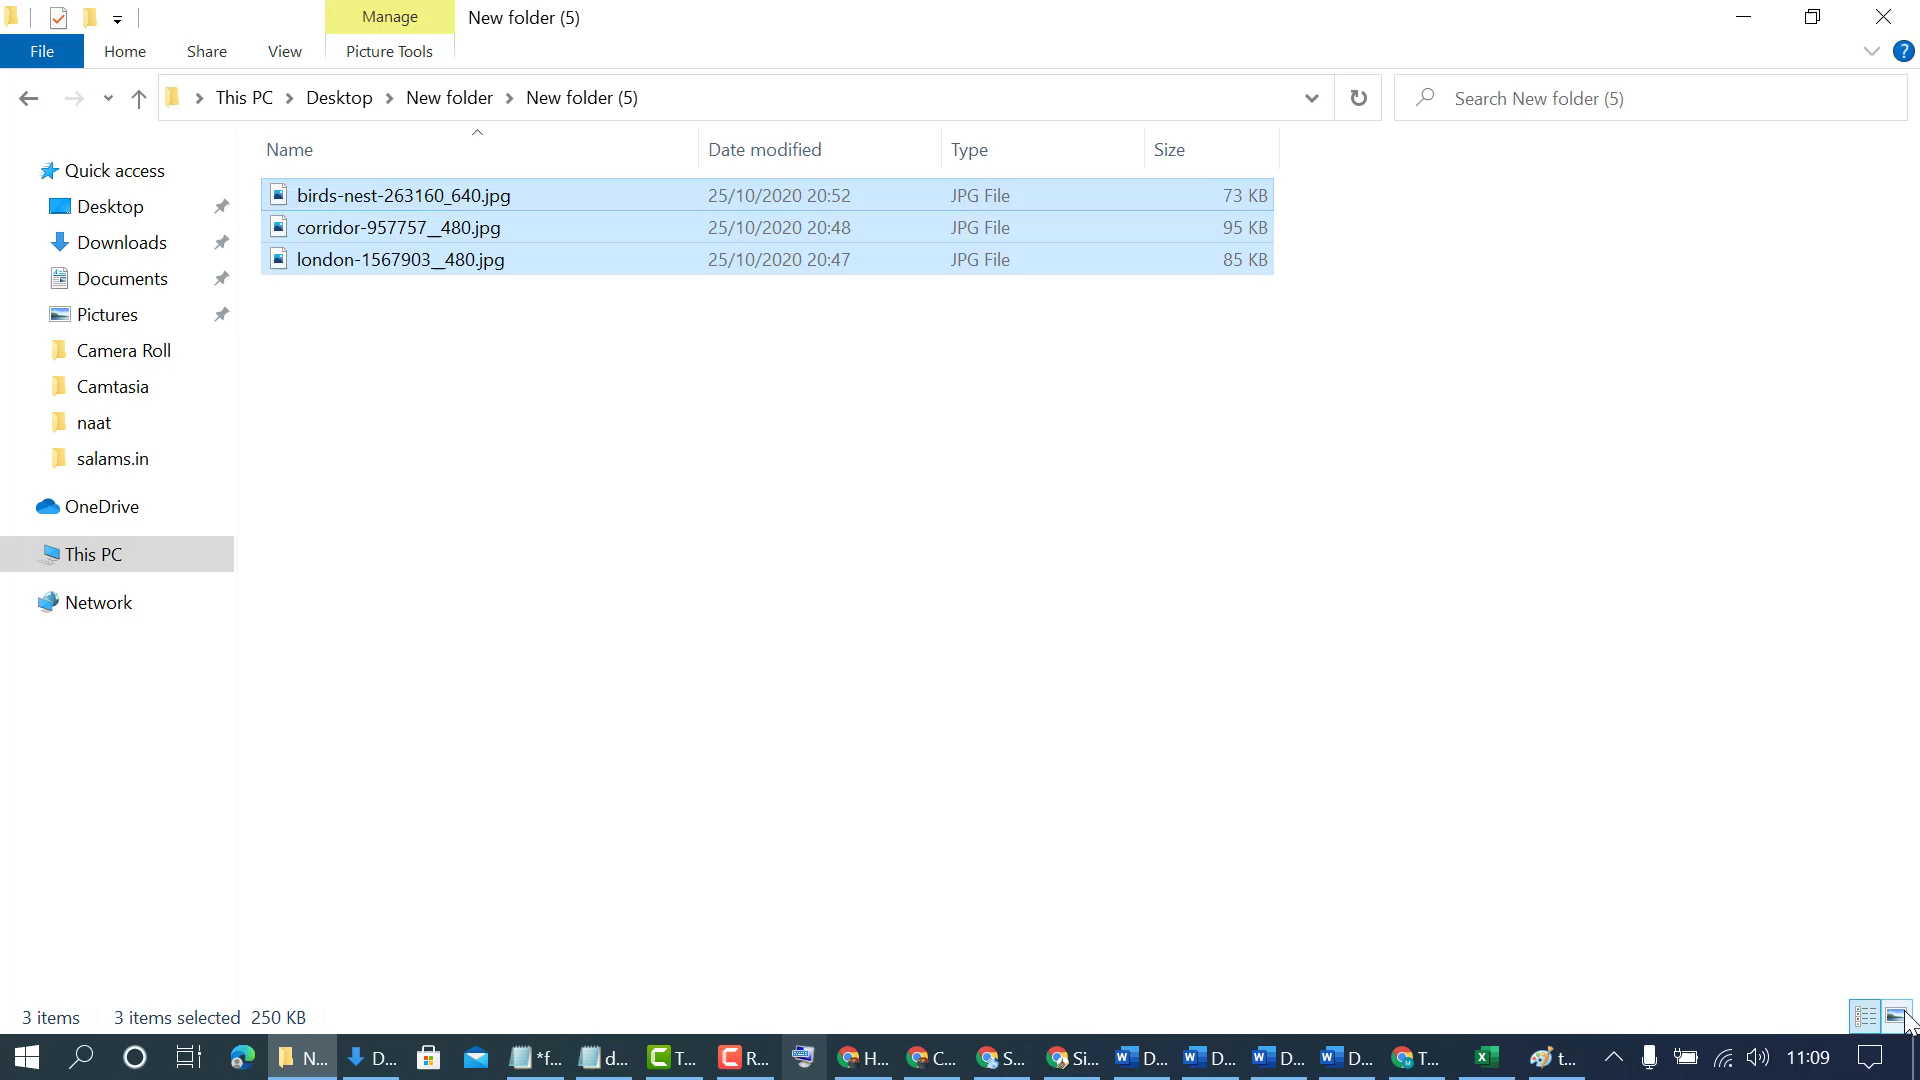 Manage
New folder (5)
File
Home
Share
View
Picture Tools
?
This PC
Desktop
New folder
New folder (5)
Search New folder (5)
Name
Date modified
Type
Size
Quick access
Desktop
Downloads
Documents
Pictures
Camera Roll
Camtasia
naat
salams.in
OneDrive
This PC
Network
birds-nest-263160_640.jpg 25/10/2020 20:52 JPG File 73 KB
corridor-957757__480.jpg 25/10/2020 20:48 JPG File 95 KB
london-1567903__480.jpg 25/10/2020 20:47 JPG File 85 KB
3 items 3 items selected 250 KB
N... D... *f... d... T... R... H... C... S... Si... D... D... D... D... T... t... 11:09